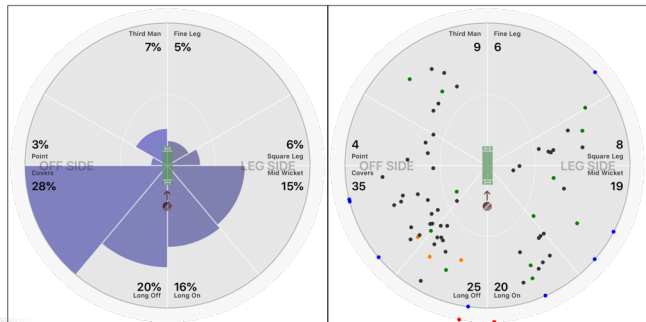 Third Man Fine Leg
7% 5%
3%
Point
OFF SIDE
Covers
28%
6%
Square Leg
LEG SIDE
Mid Wicket
15%
20% 16%
Long Off Long On
Third Man Fine Leg
9 6
4
Point
OFF SIDE
Covers
35
8
Square Leg
LEG SIDE
Mid Wicket
19
25 20
Long Off Long On